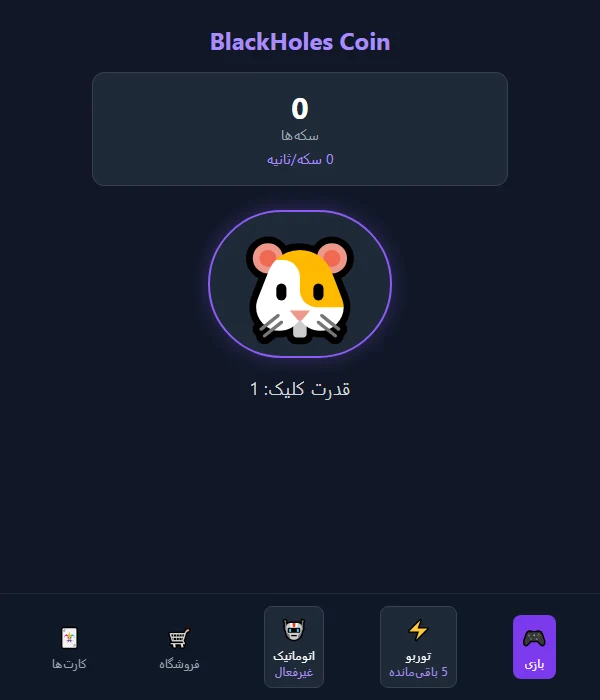 BlackHoles Coin
0
سکه‌ها
0 سکه/ثانیه
قدرت کلیک: 1
بازی
توربو
5 باقی‌مانده
اتوماتیک
غیرفعال
فروشگاه
کارت‌ها